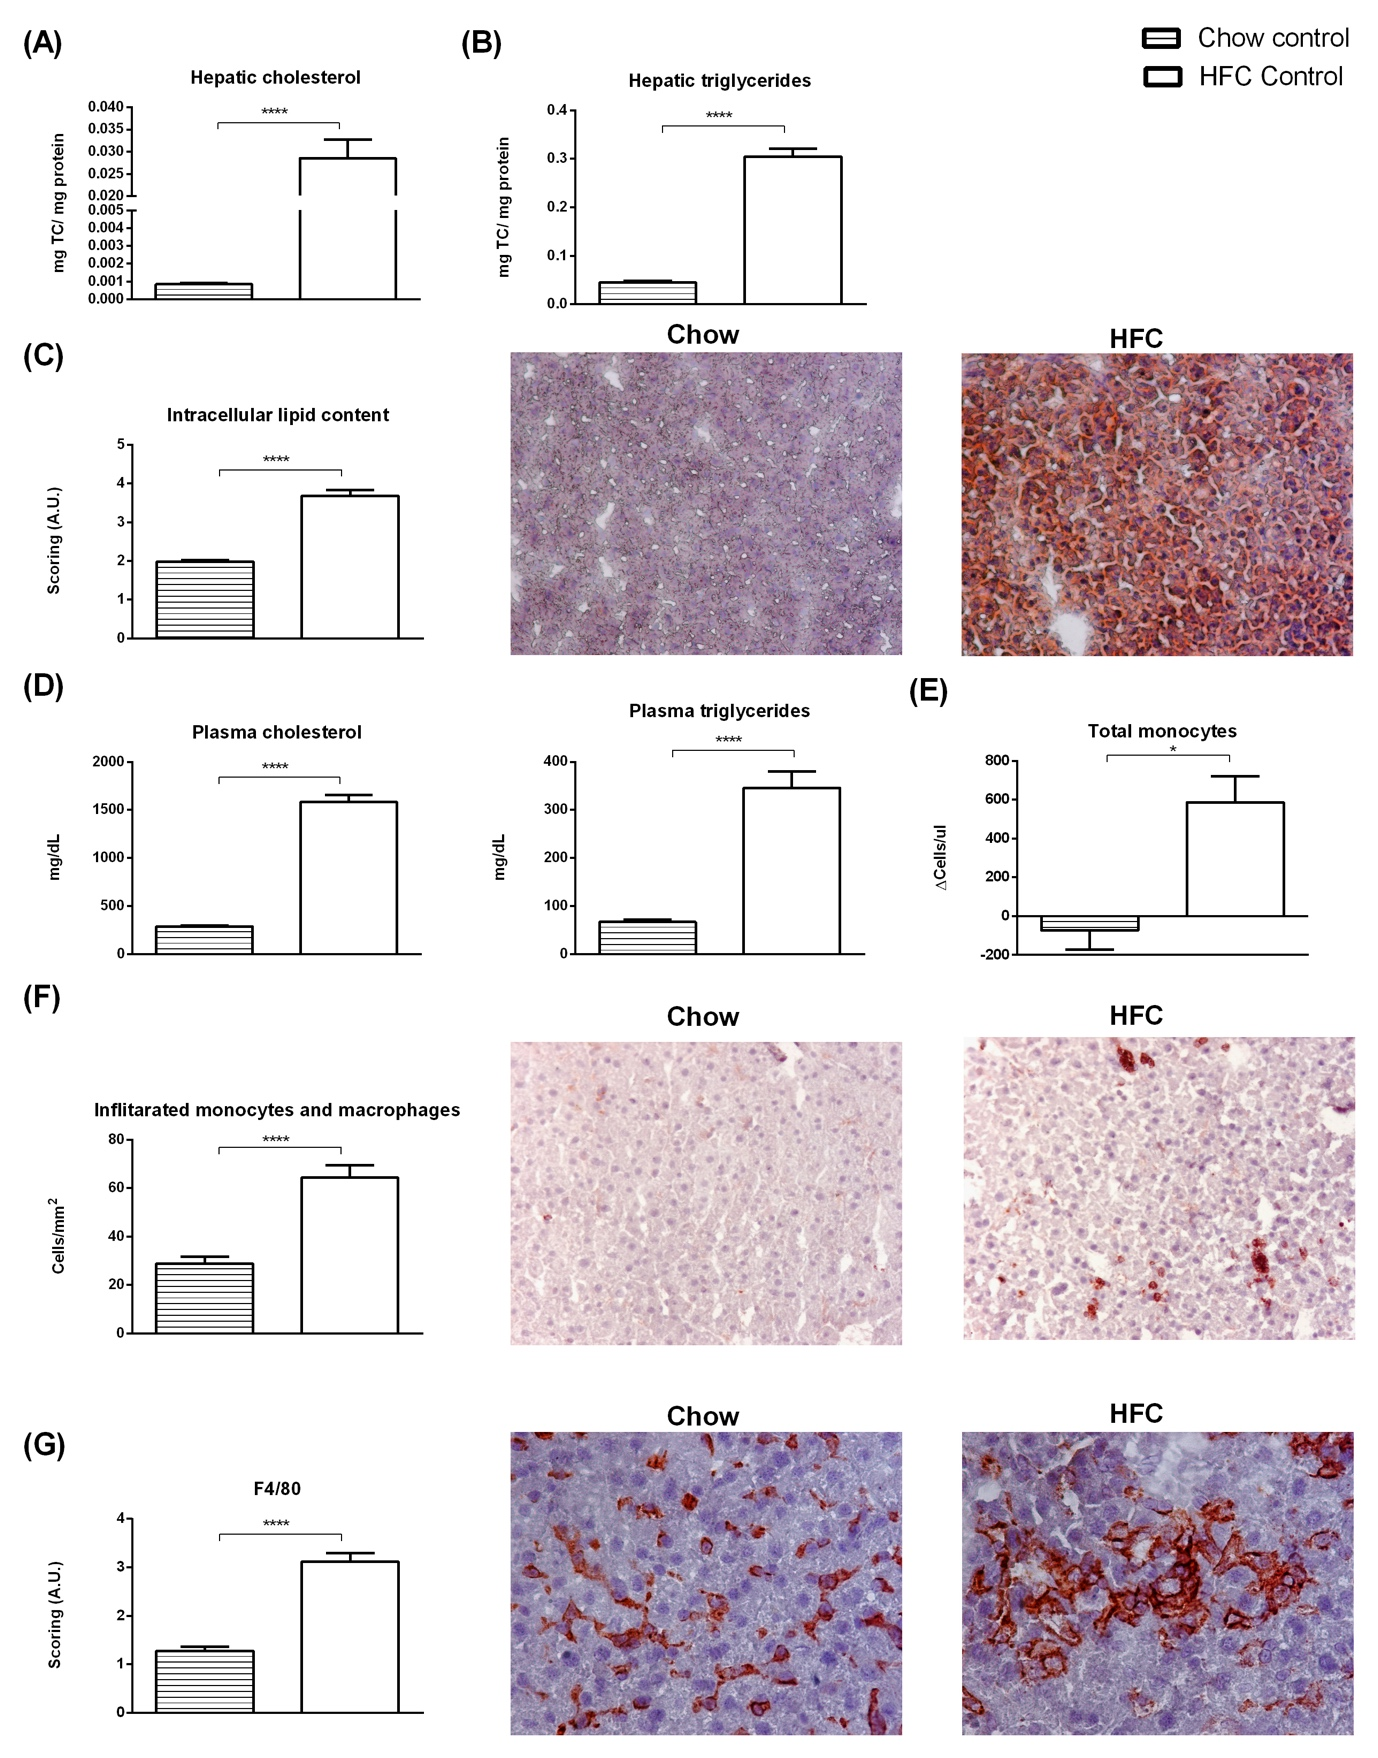 (A)
Hepatic cholesterol
mg TC/ mg protein
0.040
0.035
0.030
0.025
0.020
0.005
0.004
0.003
0.002
0.001
0.000
****
(B)
Hepatic triglycerides
mg TC/ mg protein
0.4
0.3
0.2
0.1
0.0
****
Chow control
HFC Control
(C)
Intracellular lipid content
Scoring (A.U.)
5
4
3
2
1
0
****
Chow
HFC
(D)
Plasma cholesterol
mg/dL
2000
1500
1000
500
0
****
Plasma triglycerides
mg/dL
400
300
200
100
0
****
(E)
Total monocytes
ΔCells/ul
800
600
400
200
0
-200
*
(F)
Inflitarated monocytes and macrophages
Cells/mm²
80
60
40
20
0
****
Chow
HFC
(G)
F4/80
Scoring (A.U.)
4
3
2
1
0
****
Chow
HFC